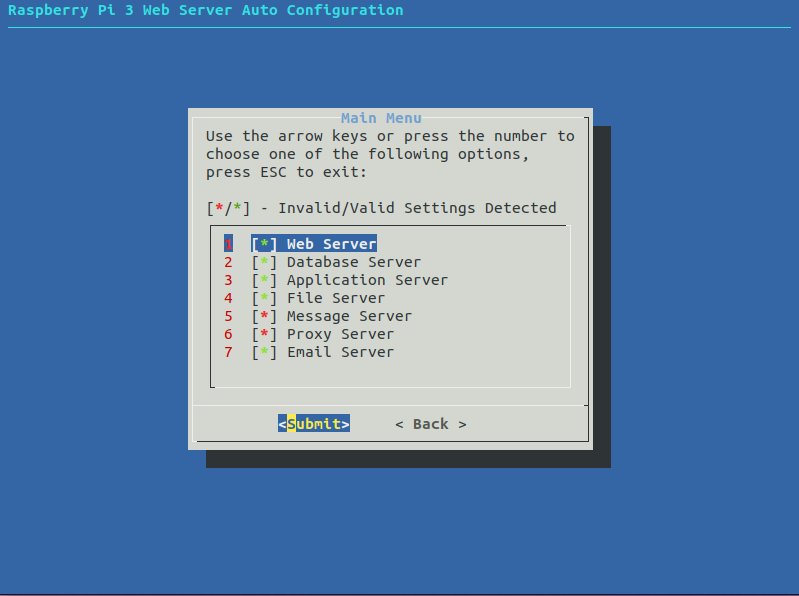 Raspberry Pi 3 Web Server Auto Configuration
Main Menu
Use the arrow keys or press the number to
choose one of the following options,
press ESC to exit:
[*/*] - Invalid/Valid Settings Detected
1 [*] Web Server
2 [*] Database Server
3 [*] Application Server
4 [*] File Server
5 [*] Message Server
6 [*] Proxy Server
7 [*] Email Server
<Submit> < Back >